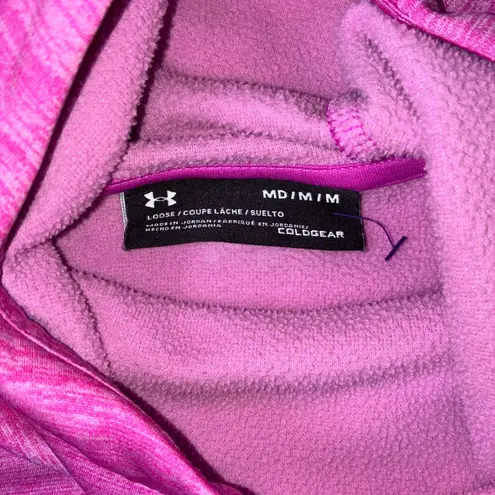 MD / M / M
LOOSE / COUPE LÂCHE / SUELTO
MADE IN JORDAN / FABRIQUÉ EN JORDANIE/
HECHO EN JORDANIA
COLDGEAR